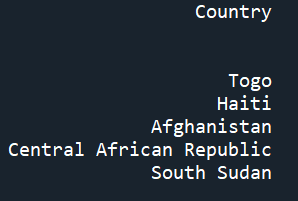 Country
Togo
Haiti
Afghanistan
Central African Republic
South Sudan